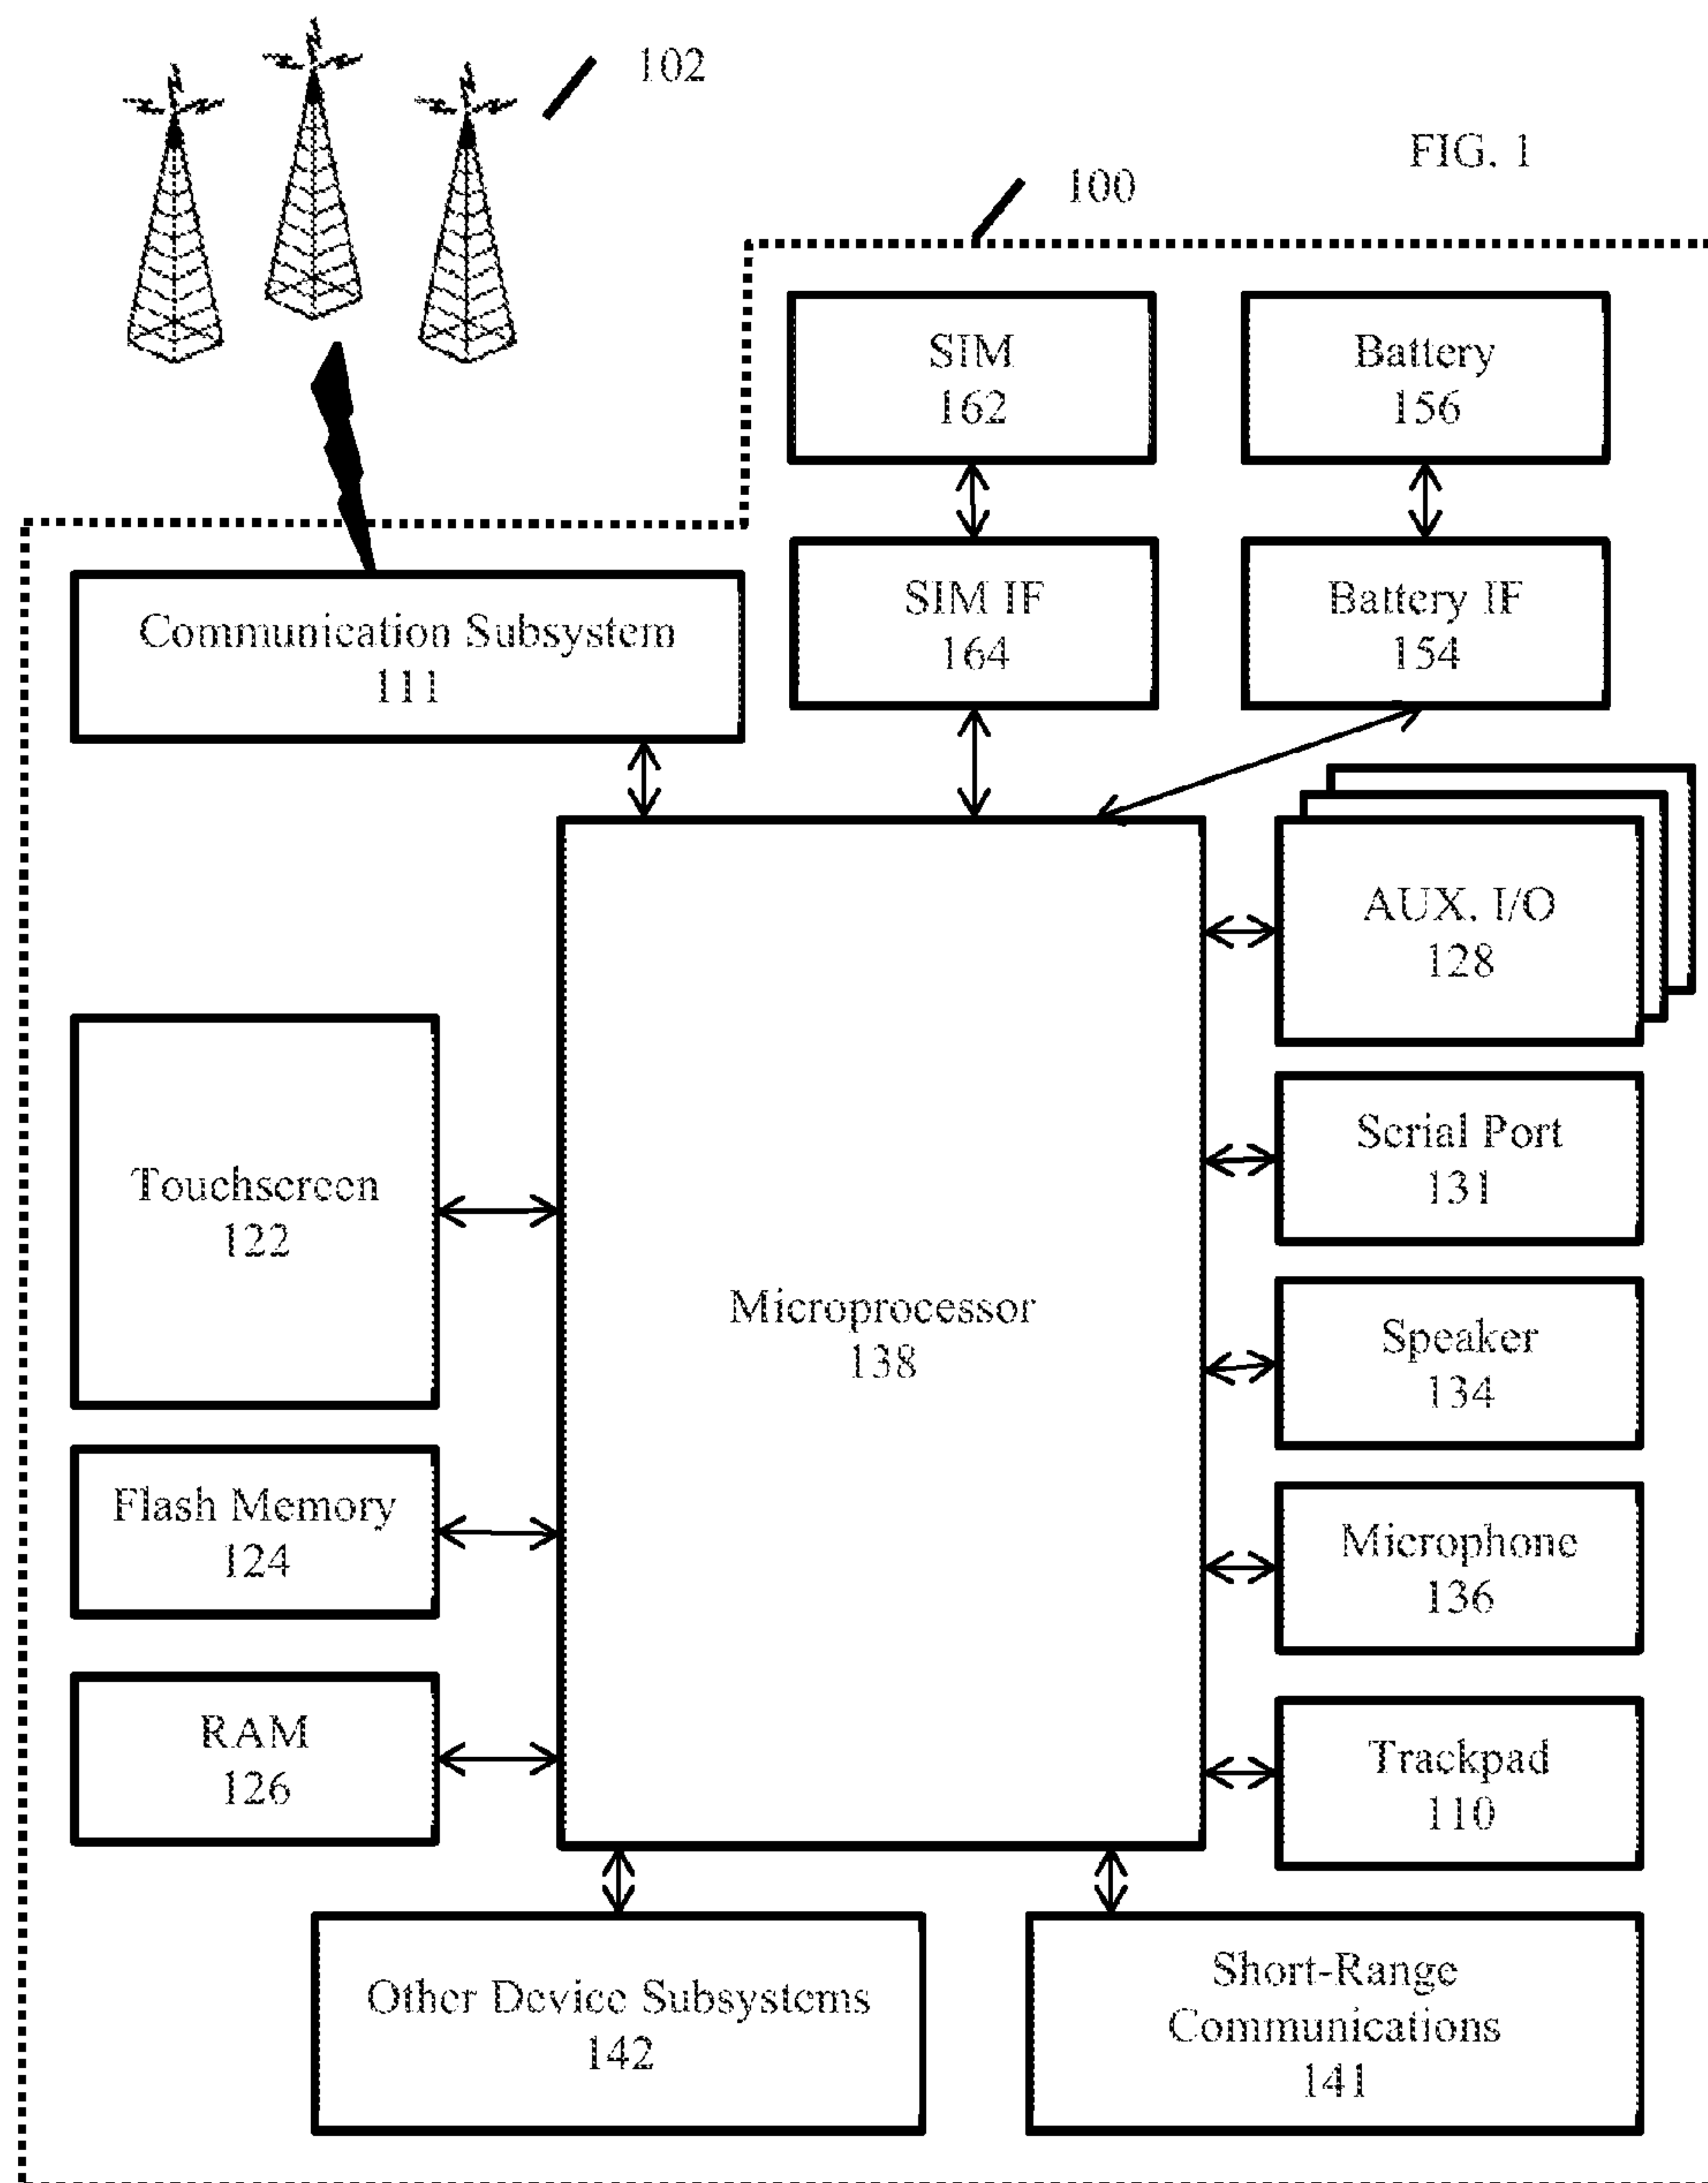 102
FIG. 1
100
SIM
162
Battery
156
SIM IF
164
Battery IF
154
Communication Subsystem
111
AUX. I/O
128
Serial Port
131
Touchscreen
122
Microprocessor
138
Speaker
134
Flash Memory
124
Microphone
136
RAM
126
Trackpad
110
Other Device Subsystems
142
Short-Range
Communications
141